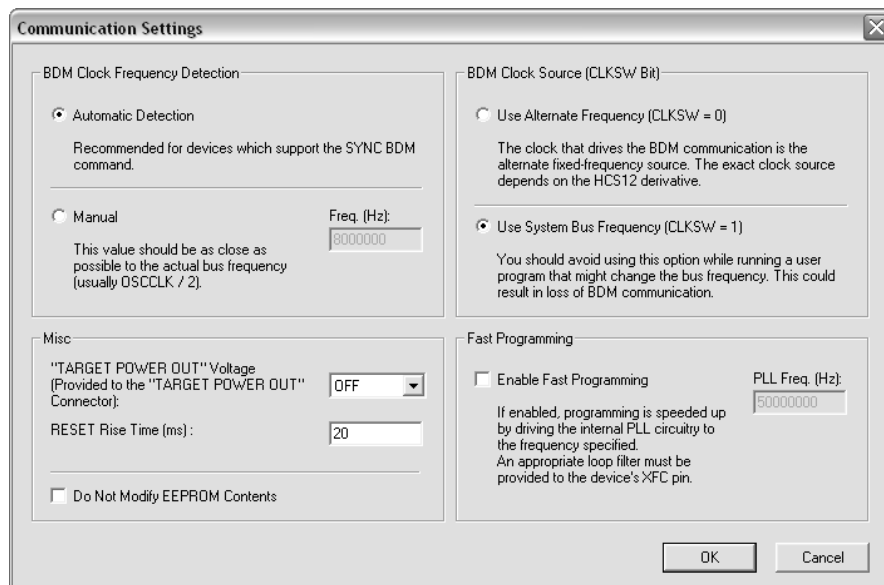 Communication Settings
BDM Clock Frequency Detection
Automatic Detection
Recommended for devices which support the SYNC BDM
command.
Manual
Freq. (Hz):
8000000
This value should be as close as
possible to the actual bus frequency
(usually OSCCLK / 2).
BDM Clock Source (CLKSW Bit)
Use Alternate Frequency (CLKSW = 0)
The clock that drives the BDM communication is the
alternate fixed-frequency source. The exact clock source
depends on the HCS12 derivative.
Use System Bus Frequency (CLKSW = 1)
You should avoid using this option while running a user
program that might change the bus frequency. This could
result in loss of BDM communication.
Misc
"TARGET POWER OUT" Voltage
(Provided to the "TARGET POWER OUT"
Connector):
OFF
RESET Rise Time (ms) :
20
Do Not Modify EEPROM Contents
Fast Programming
Enable Fast Programming
PLL Freq. (Hz):
50000000
If enabled, programming is speeded up
by driving the internal PLL circuitry to
the frequency specified.
An appropriate loop filter must be
provided to the device's XFC pin.
OK
Cancel